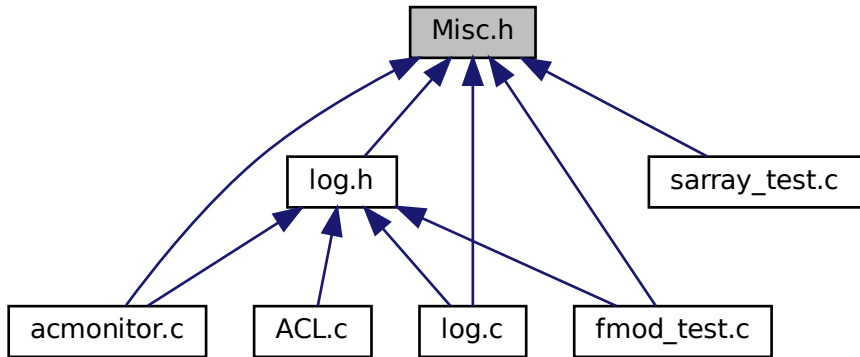 Misc.h
log.h
sarray_test.c
acmonitor.c
ACL.c
log.c
fmod_test.c